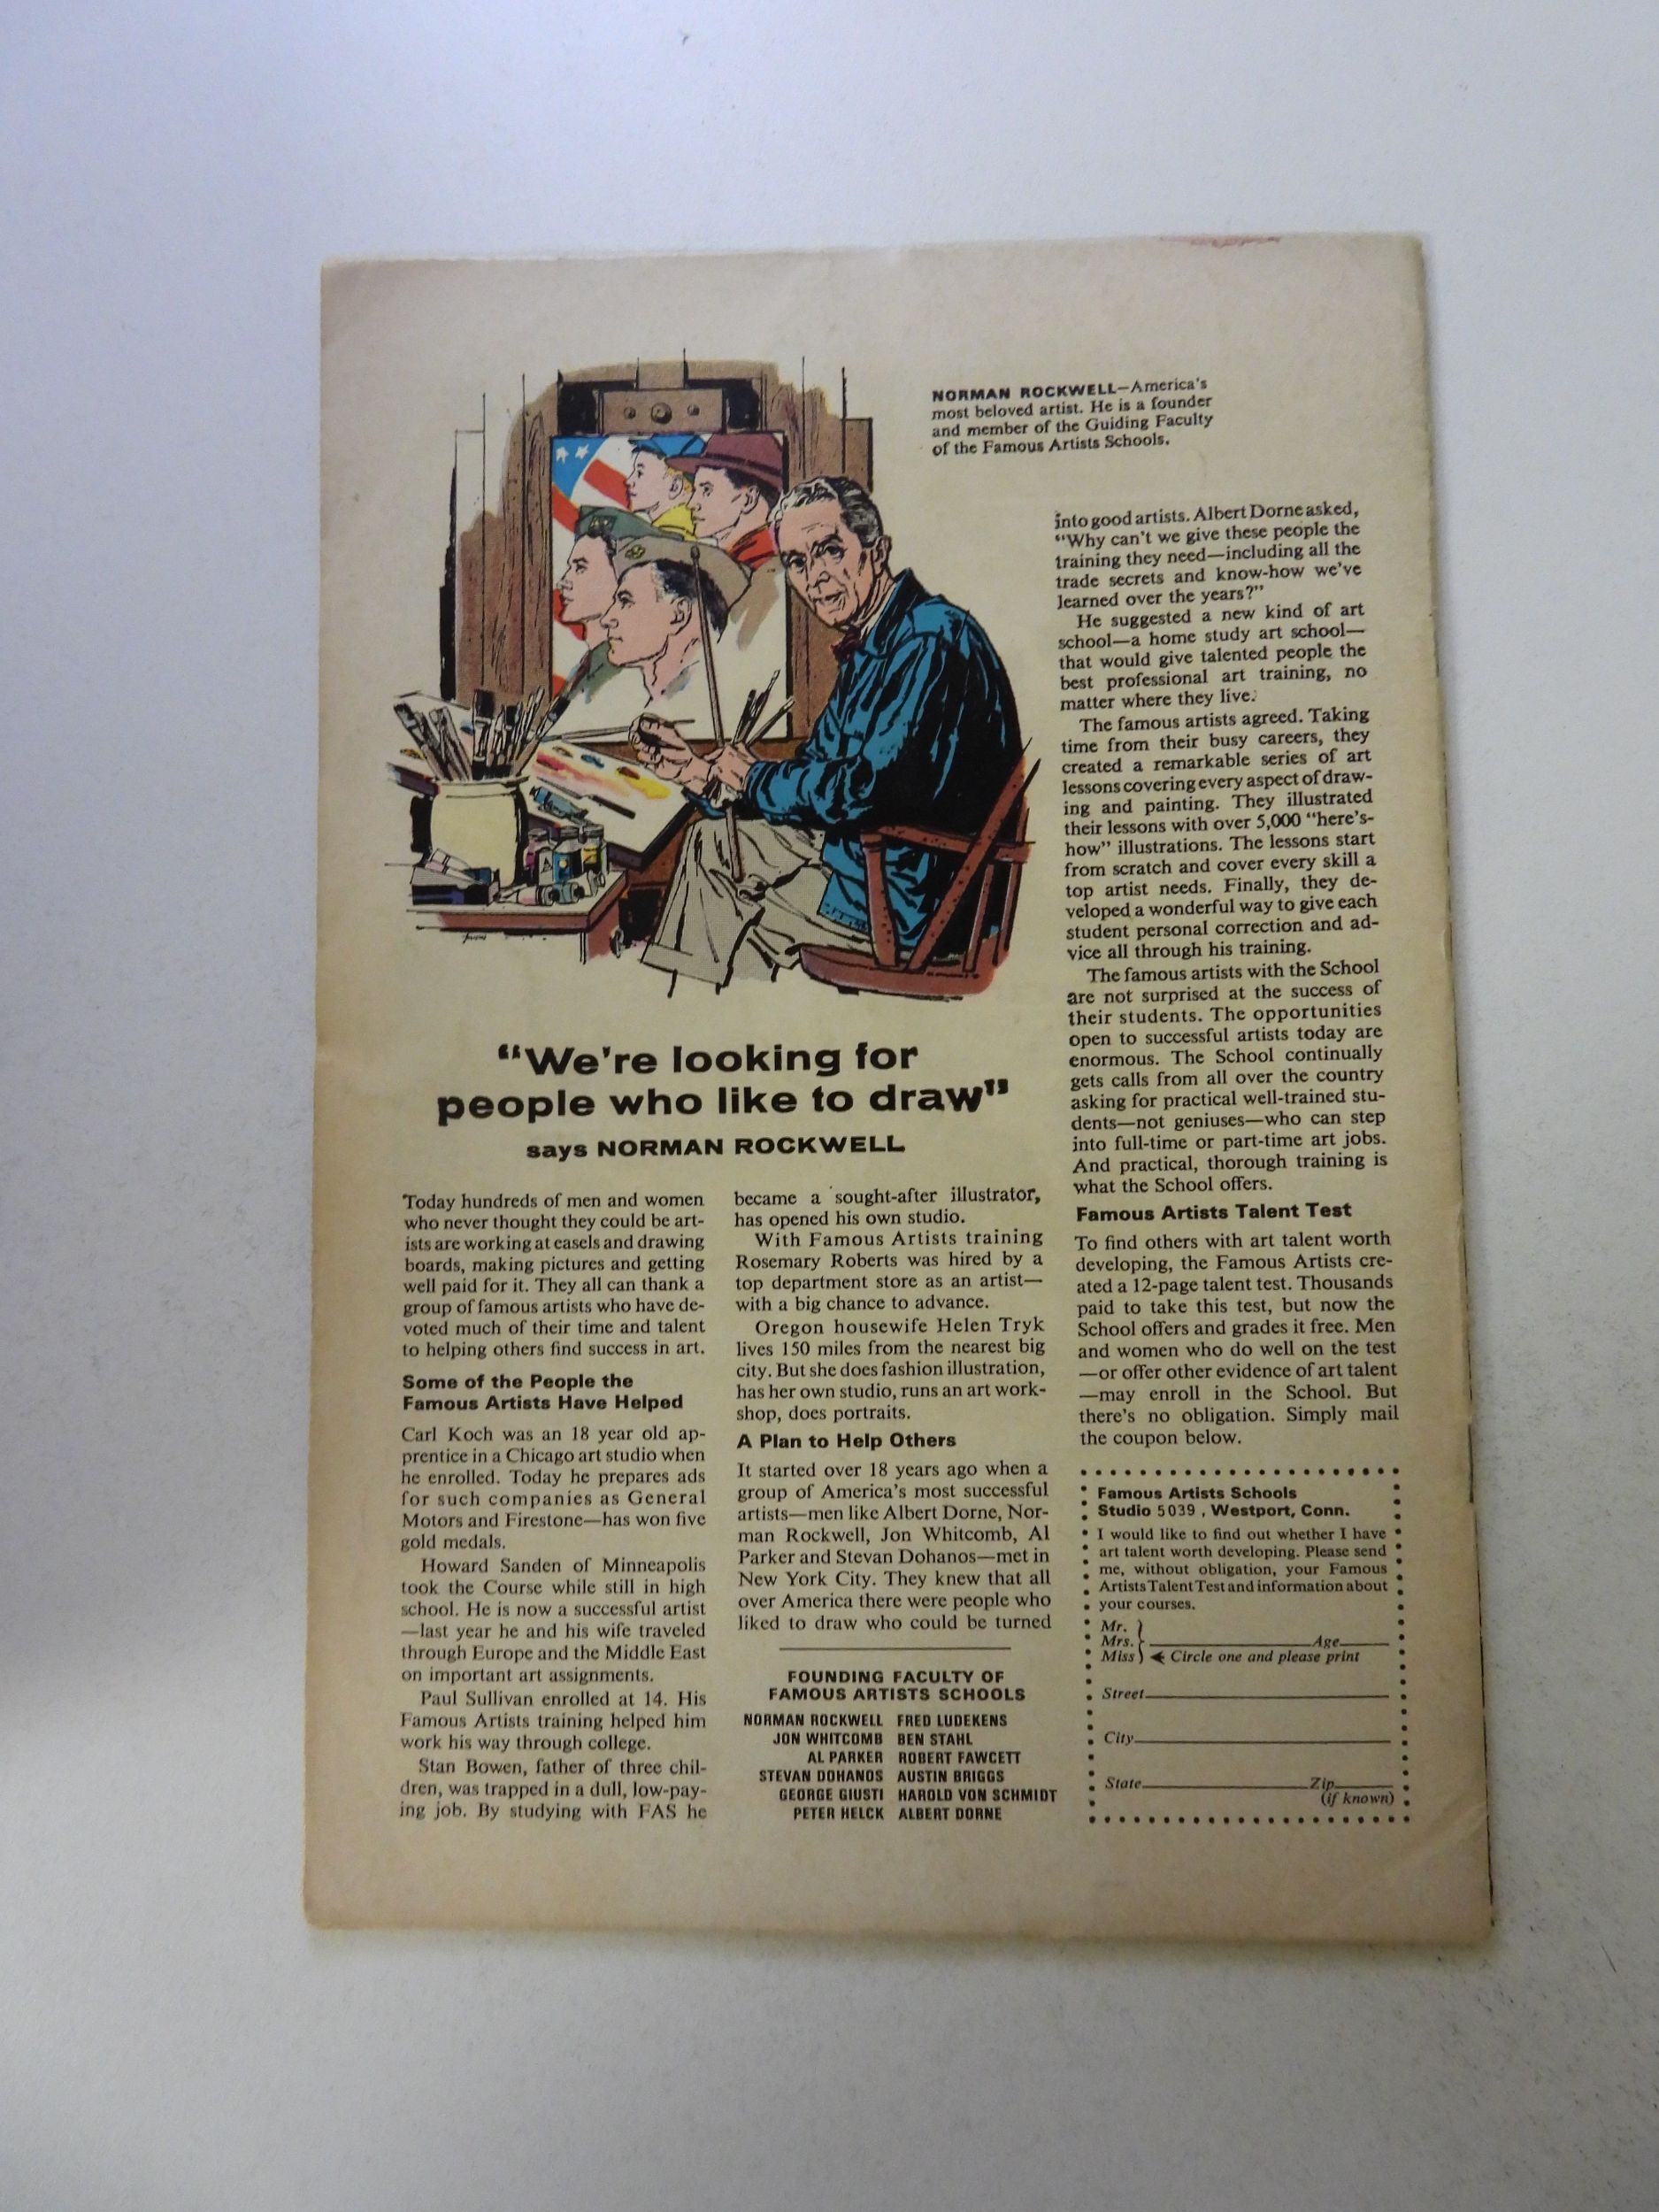 NORMAN ROCKWELL—America's
most beloved artist. He is a founder
and member of the Guiding Faculty
of the Famous Artists Schools.
"We're looking for
people who like to draw"
says NORMAN ROCKWELL
Today hundreds of men and women
who never thought they could be art-
ists are working at easels and drawing
boards, making pictures and getting
well paid for it. They all can thank a
group of famous artists who have de-
voted much of their time and talent
to helping others find success in art.
Some of the People the
Famous Artists Have Helped
Carl Koch was an 18 year old ap-
prentice in a Chicago art studio when
he enrolled. Today he prepares ads
for such companies as General
Motors and Firestone—has won five
gold medals.
Howard Sanden of Minneapolis
took the Course while still in high
school. He is now a successful artist
—last year he and his wife traveled
through Europe and the Middle East
on important art assignments.
Paul Sullivan enrolled at 14. His
Famous Artists training helped him
work his way through college.
Stan Bowen, father of three chil-
dren, was trapped in a dull, low-pay-
ing job. By studying with FAS he
became a sought-after illustrator,
has opened his own studio.
With Famous Artists training
Rosemary Roberts was hired by a
top department store as an artist—
with a big chance to advance.
Oregon housewife Helen Tryk
lives 150 miles from the nearest big
city. But she does fashion illustration,
has her own studio, runs an art work-
shop, does portraits.
A Plan to Help Others
It started over 18 years ago when a
group of America's most successful
artists—men like Albert Dorne, Nor-
man Rockwell, Jon Whitcomb, Al
Parker and Stevan Dohanos—met in
New York City. They knew that all
over America there were people who
liked to draw who could be turned
into good artists. Albert Dorne asked,
"Why can't we give these people the
training they need—including all the
trade secrets and know-how we've
learned over the years?"
He suggested a new kind of art
school—a home study art school—
that would give talented people the
best professional art training, no
matter where they live.
The famous artists agreed. Taking
time from their busy careers, they
created a remarkable series of art
lessons covering every aspect of draw-
ing and painting. They illustrated
their lessons with over 5,000 "here's-
how" illustrations. The lessons start
from scratch and cover every skill a
top artist needs. Finally, they de-
veloped a wonderful way to give each
student personal correction and ad-
vice all through his training.
The famous artists with the School
are not surprised at the success of
their students. The opportunities
open to successful artists today are
enormous. The School continually
gets calls from all over the country
asking for practical well-trained stu-
dents—not geniuses—who can step
into full-time or part-time art jobs.
And practical, thorough training is
what the School offers.
Famous Artists Talent Test
To find others with art talent worth
developing, the Famous Artists cre-
ated a 12-page talent test. Thousands
paid to take this test, but now the
School offers and grades it free. Men
and women who do well on the test
—or offer other evidence of art talent
—may enroll in the School. But
there's no obligation. Simply mail
the coupon below.
FOUNDING FACULTY OF
FAMOUS ARTISTS SCHOOLS
NORMAN ROCKWELL FRED LUDEKENS
JON WHITCOMB BEN STAHL
AL PARKER ROBERT FAWCETT
STEVAN DOHANOS AUSTIN BRIGGS
GEORGE GIUSTI HAROLD VON SCHMIDT
PETER HELCK ALBERT DORNE
Famous Artists Schools
Studio 5039, Westport, Conn.
I would like to find out whether I have
art talent worth developing. Please send
me, without obligation, your Famous
Artists Talent Test and information about
your courses.
Mr.
Mrs. Age
Miss Circle one and please print
Street
City
State Zip
(if known)